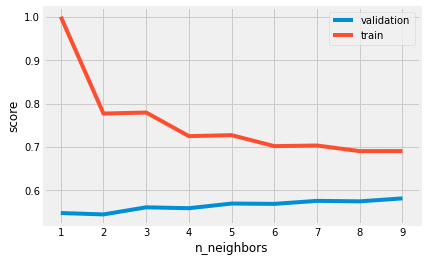 validation
train
1.0
0.9
0.8
0.7
0.6
score
1 2 3 4 5 6 7 8 9
n_neighbors